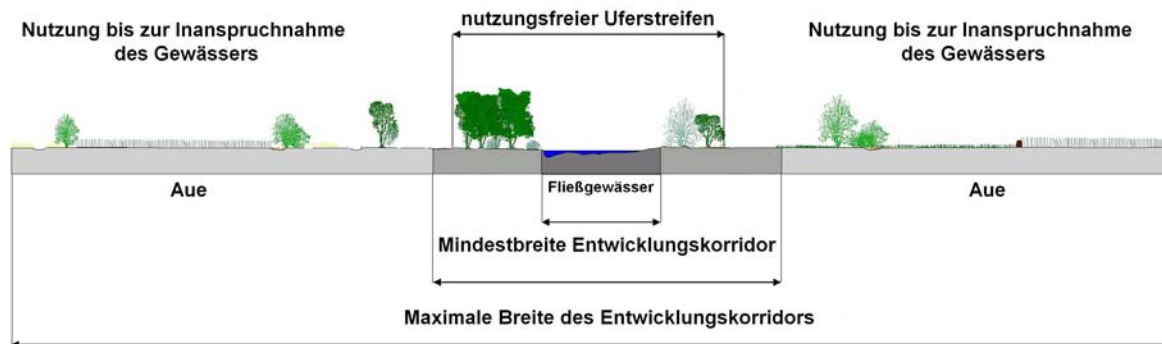 nutzungsfreier Uferstreifen
Nutzung bis zur Inanspruchnahme
des Gewässers
Nutzung bis zur Inanspruchnahme
des Gewässers
Aue
Fließgewässer
Aue
Mindestbreite Entwicklungskorridor
Maximale Breite des Entwicklungskorridors